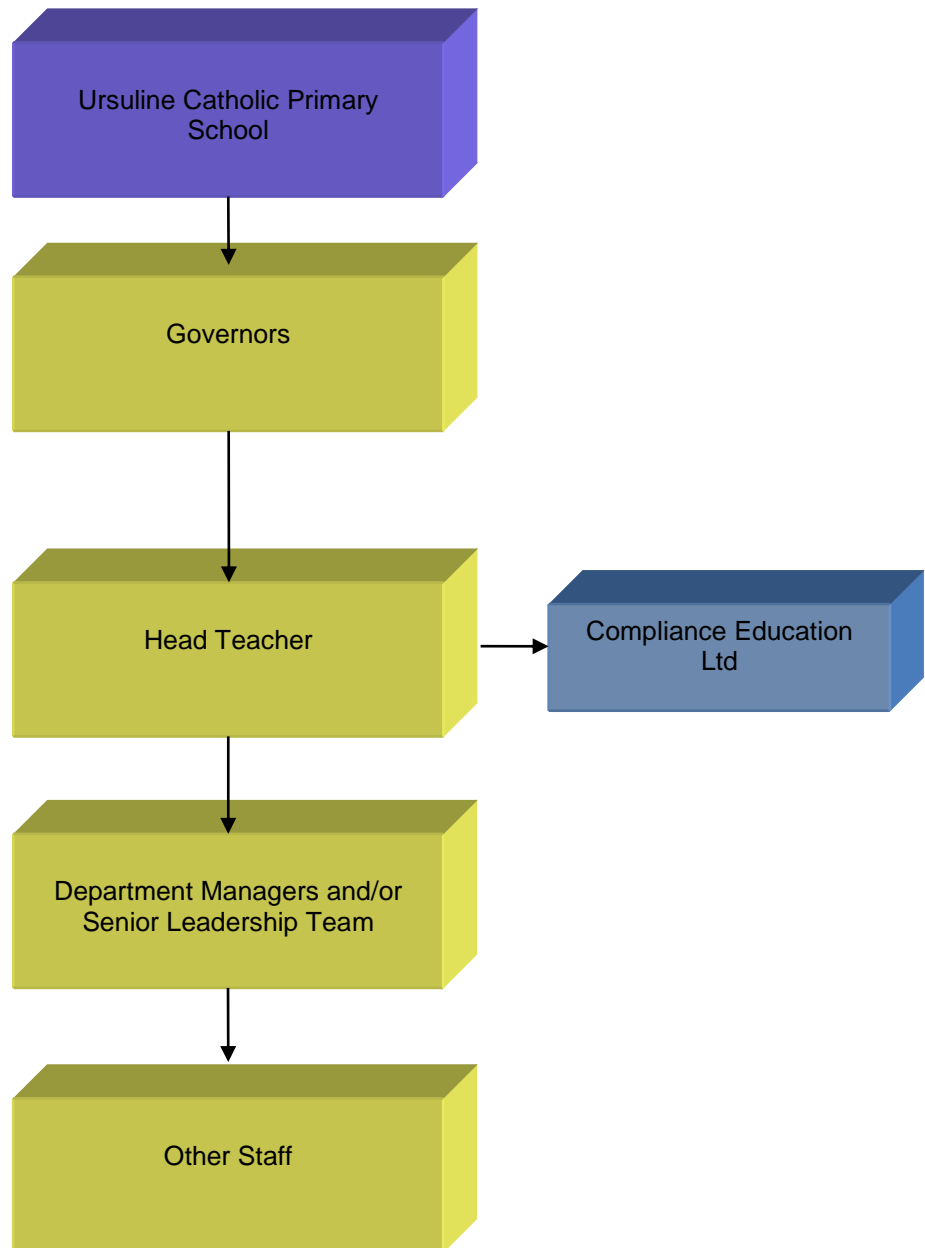 Ursuline Catholic Primary
School
Governors
Head Teacher
Compliance Education
Ltd
Department Managers and/or
Senior Leadership Team
Other Staff